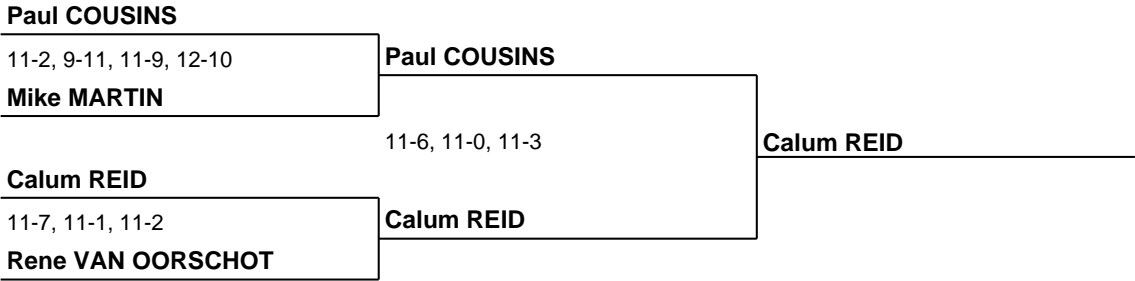 Paul COUSINS
11-2, 9-11, 11-9, 12-10
Paul COUSINS
Mike MARTIN
11-6, 11-0, 11-3
Calum REID
Calum REID
11-7, 11-1, 11-2
Calum REID
Rene VAN OORSCHOT